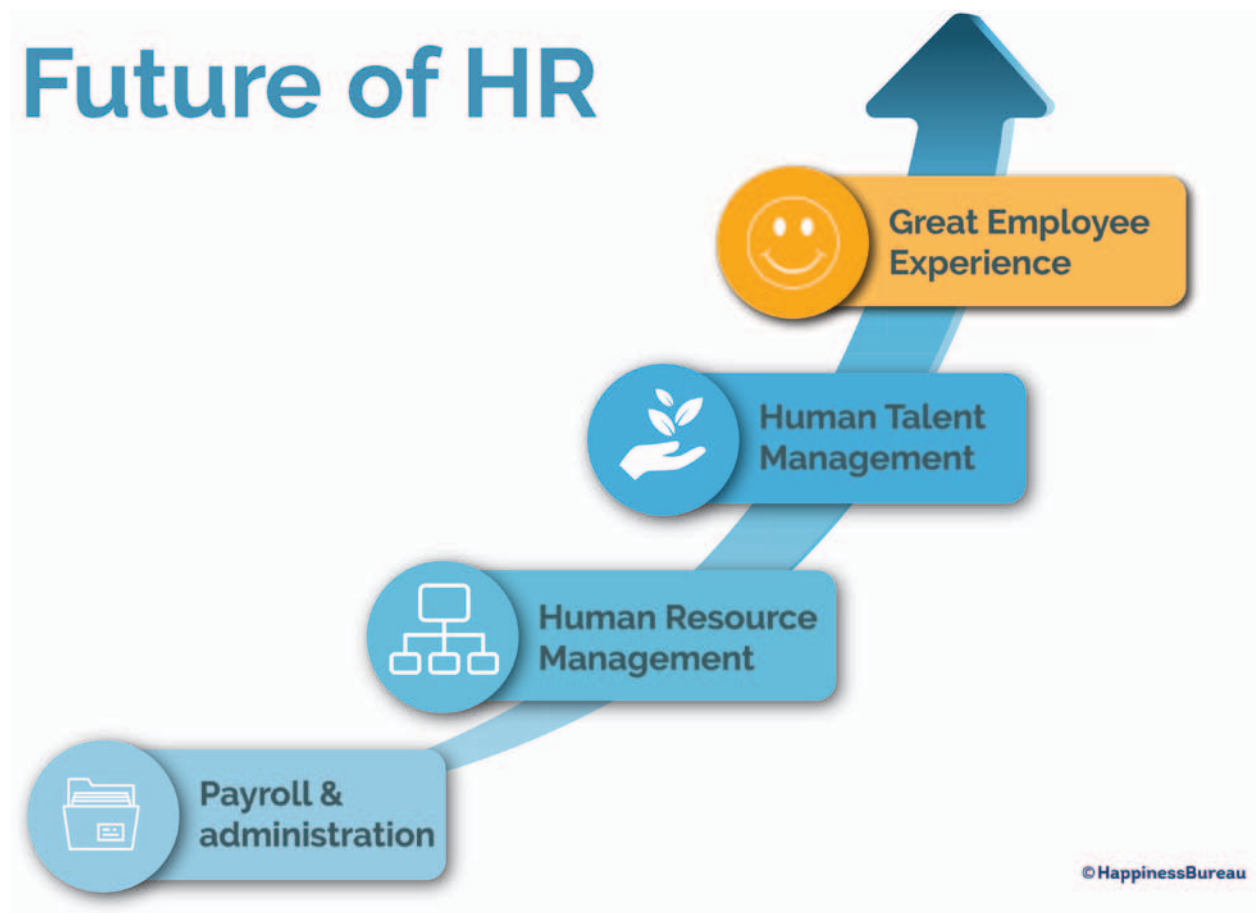 Future of HR
Great Employee
Experience
Human Talent
Management
Human Resource
Management
Payroll &
administration
©HappinessBureau